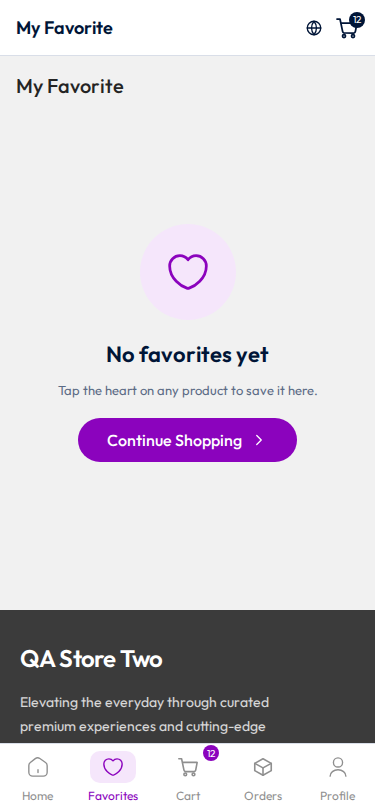 My Favorite
12
My Favorite
No favorites yet
Tap the heart on any product to save it here.
Continue Shopping
QA Store Two
Elevating the everyday through curated
premium experiences and cutting-edge
12
Home
Favorites
Cart
Orders
Profile